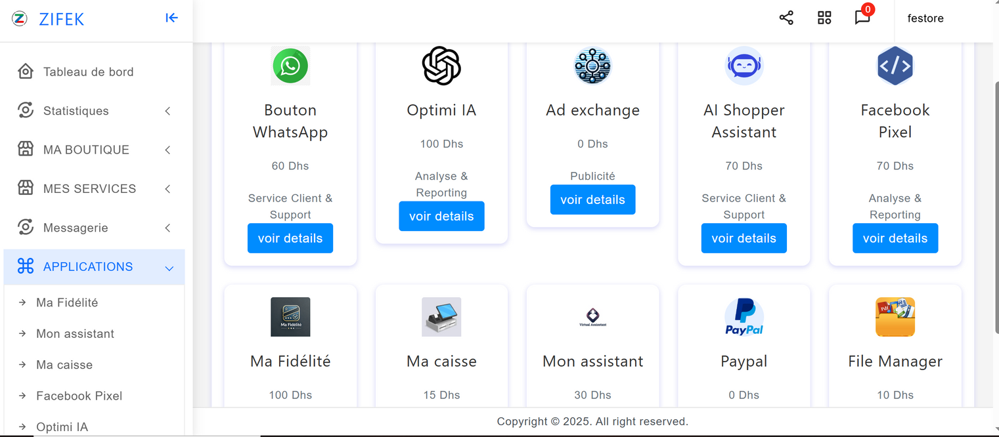 ZIFEK
0
festore
Tableau de bord
Statistiques
MA BOUTIQUE
MES SERVICES
Messagerie
APPLICATIONS
Ma Fidélité
Mon assistant
Ma caisse
Facebook Pixel
Optimi IA
Bouton
WhatsApp
60 Dhs
Service Client &
Support
voir details
Optimi IA
100 Dhs
Analyse &
Reporting
voir details
Ad exchange
0 Dhs
Publicité
voir details
AI Shopper
Assistant
70 Dhs
Service Client &
Support
voir details
Facebook
Pixel
70 Dhs
Analyse &
Reporting
voir details
Ma Fidélité
Ma Fidélité
100 Dhs
Ma caisse
15 Dhs
Virtual Assistant
Mon assistant
30 Dhs
PayPal
Paypal
0 Dhs
Pdf
W
File Manager
10 Dhs
Copyright © 2025. All right reserved.